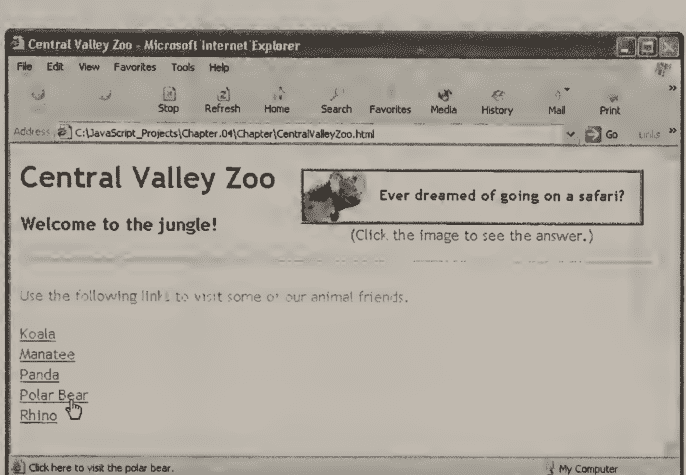 Central Valley Zoo - Microsoft Internet Explorer
File Edit View Favorites Tools Help
Stop Refresh Home Search Favorites Media History Mail Print »
Address C:\JavaScript_Projects\Chapter.04\Chapter\CentralValleyZoo.html Go Links »
Central Valley Zoo
Ever dreamed of going on a safari?
Welcome to the jungle!
(Click the image to see the answer.)
Use the following links to visit some of our animal friends.
Koala
Manatee
Panda
Polar Bear
Rhino
Click here to visit the polar bear.
My Computer